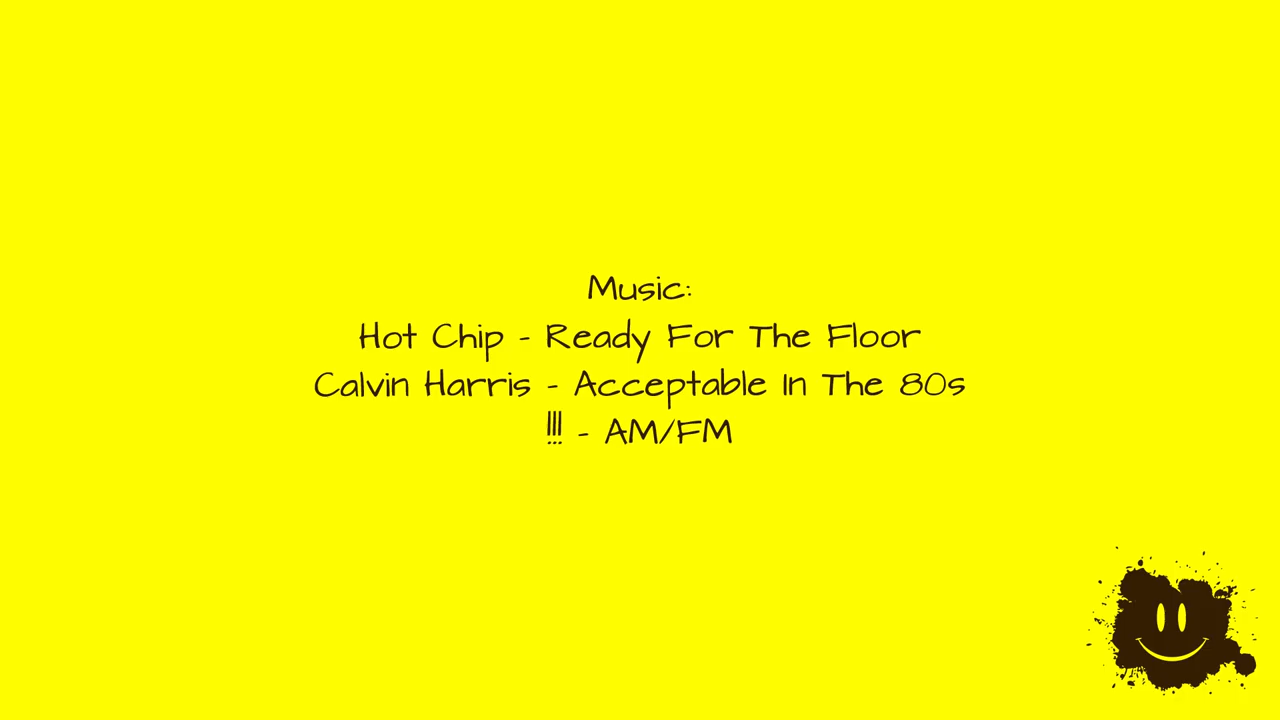 Music:
Hot Chip - Ready For The Floor
Calvin Harris - Acceptable In The 80s
!!! - AM/FM